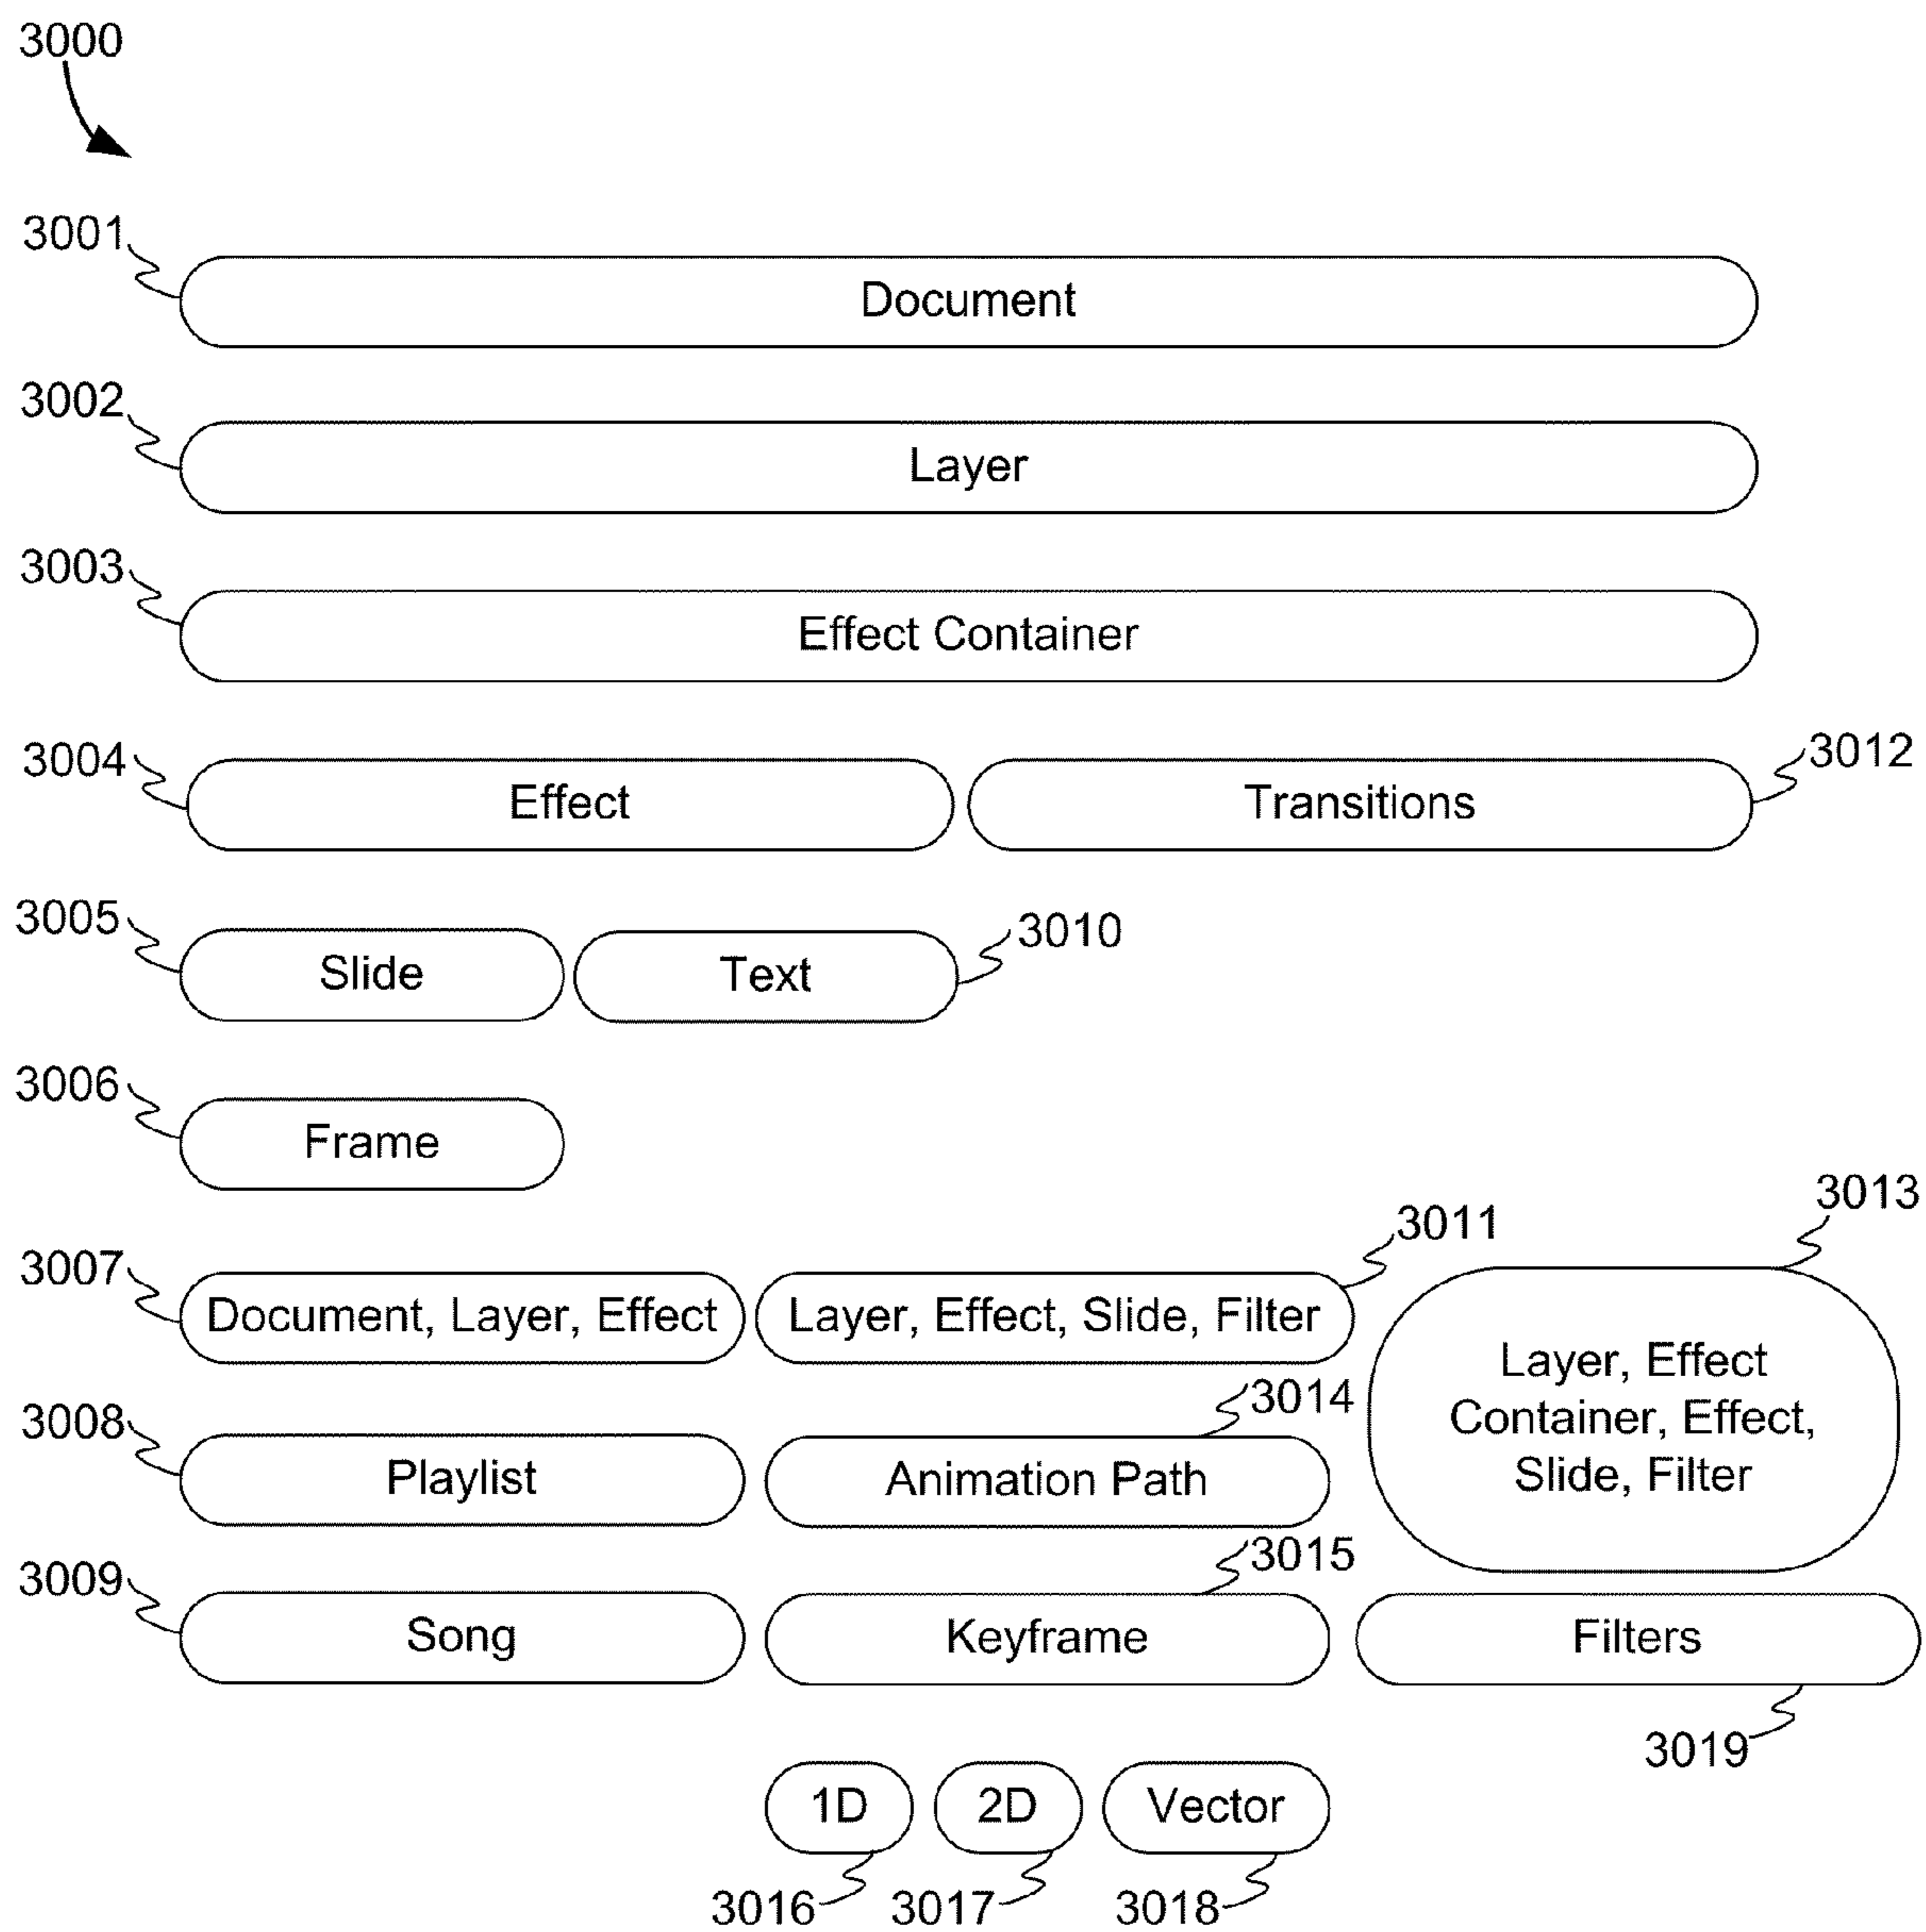 3000
3001
Document
3002
Layer
3003
Effect Container
3004
Effect
Transitions
3012
3005
Slide
Text
3010
3006
Frame
3013
3011
3007
Document, Layer, Effect
Layer, Effect, Slide, Filter
Layer, Effect
Container, Effect,
Slide, Filter
3014
3008
Playlist
Animation Path
3015
3009
Song
Keyframe
Filters
3019
1D
2D
Vector
3016
3017
3018